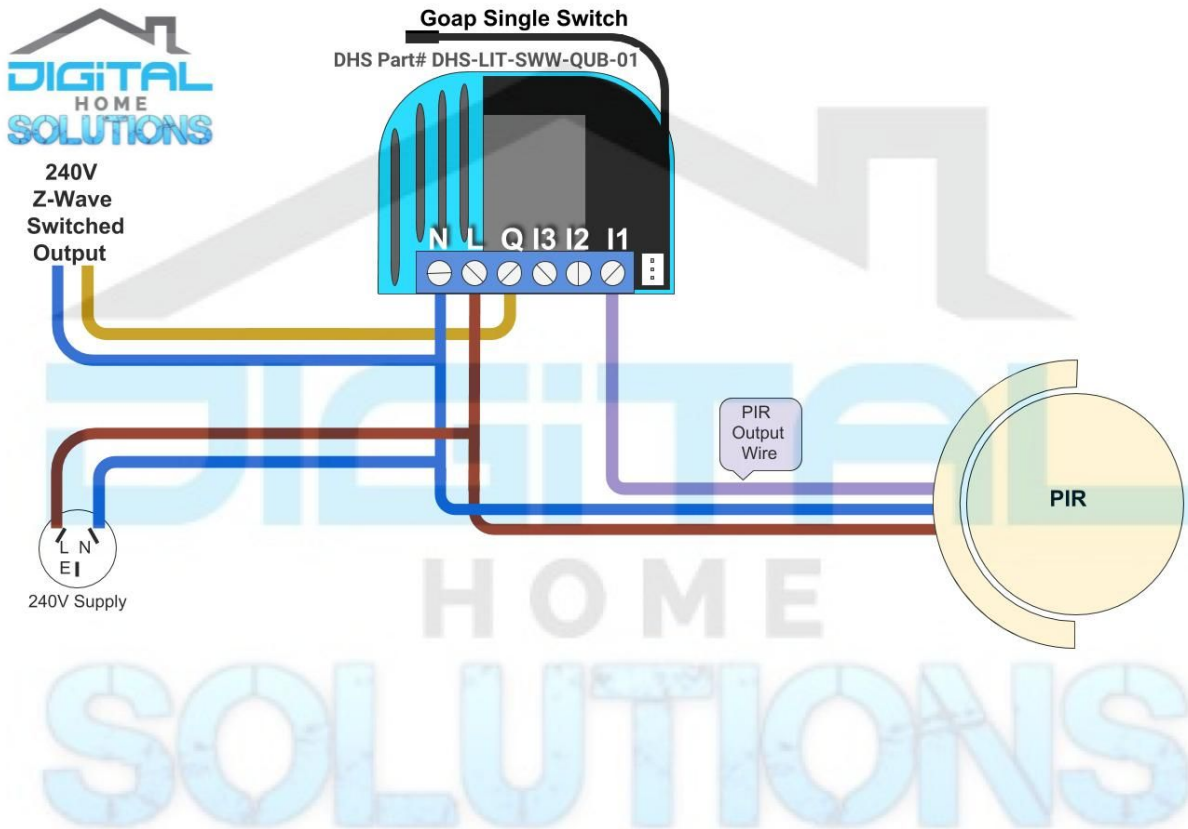 Goap Single Switch
DHS Part# DHS-LIT-SWW-QUB-01
DIGiTAL
HOME
SOLUTIONS
240V
Z-Wave
Switched
Output
N L Q I3 I2 I1
PIR
Output
Wire
PIR
L N
E
240V Supply
DIGiTAL
HOME
SOLUTIONS